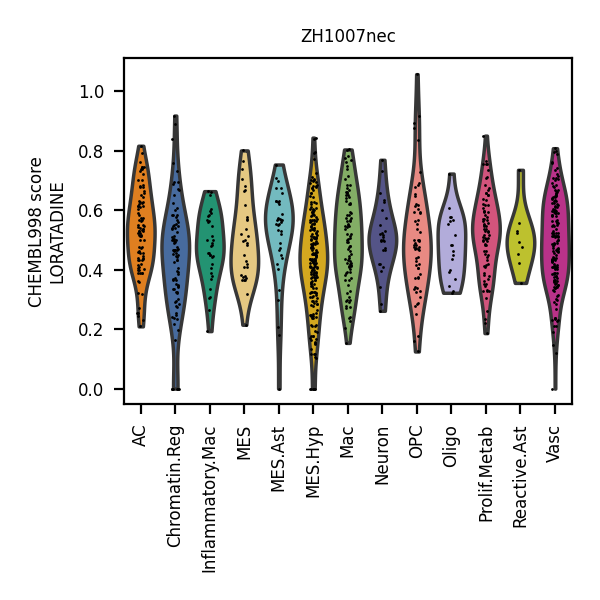 ZH1007nec
CHEMBL998 score
LORATADINE
1.0
0.8
0.6
0.4
0.2
0.0
AC
Chromatin.Reg
Inflammatory.Mac
MES
MES.Ast
MES.Hyp
Mac
Neuron
OPC
Oligo
Prolif.Metab
Reactive.Ast
Vasc